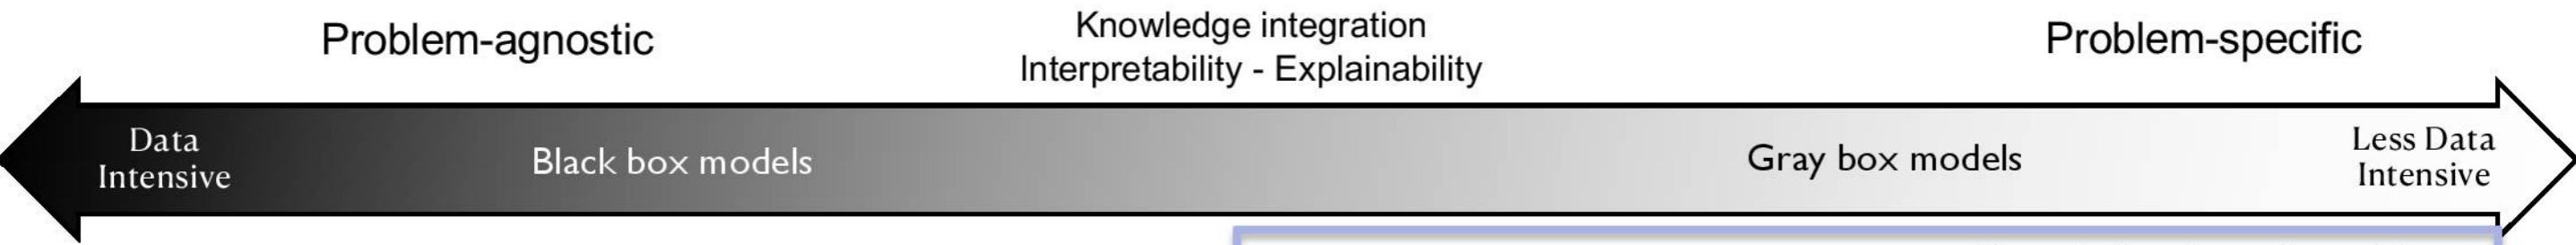 Problem-agnostic
Knowledge integration
Interpretability - Explainability
Problem-specific
Data
Intensive
Black box models
Gray box models
Less Data
Intensive